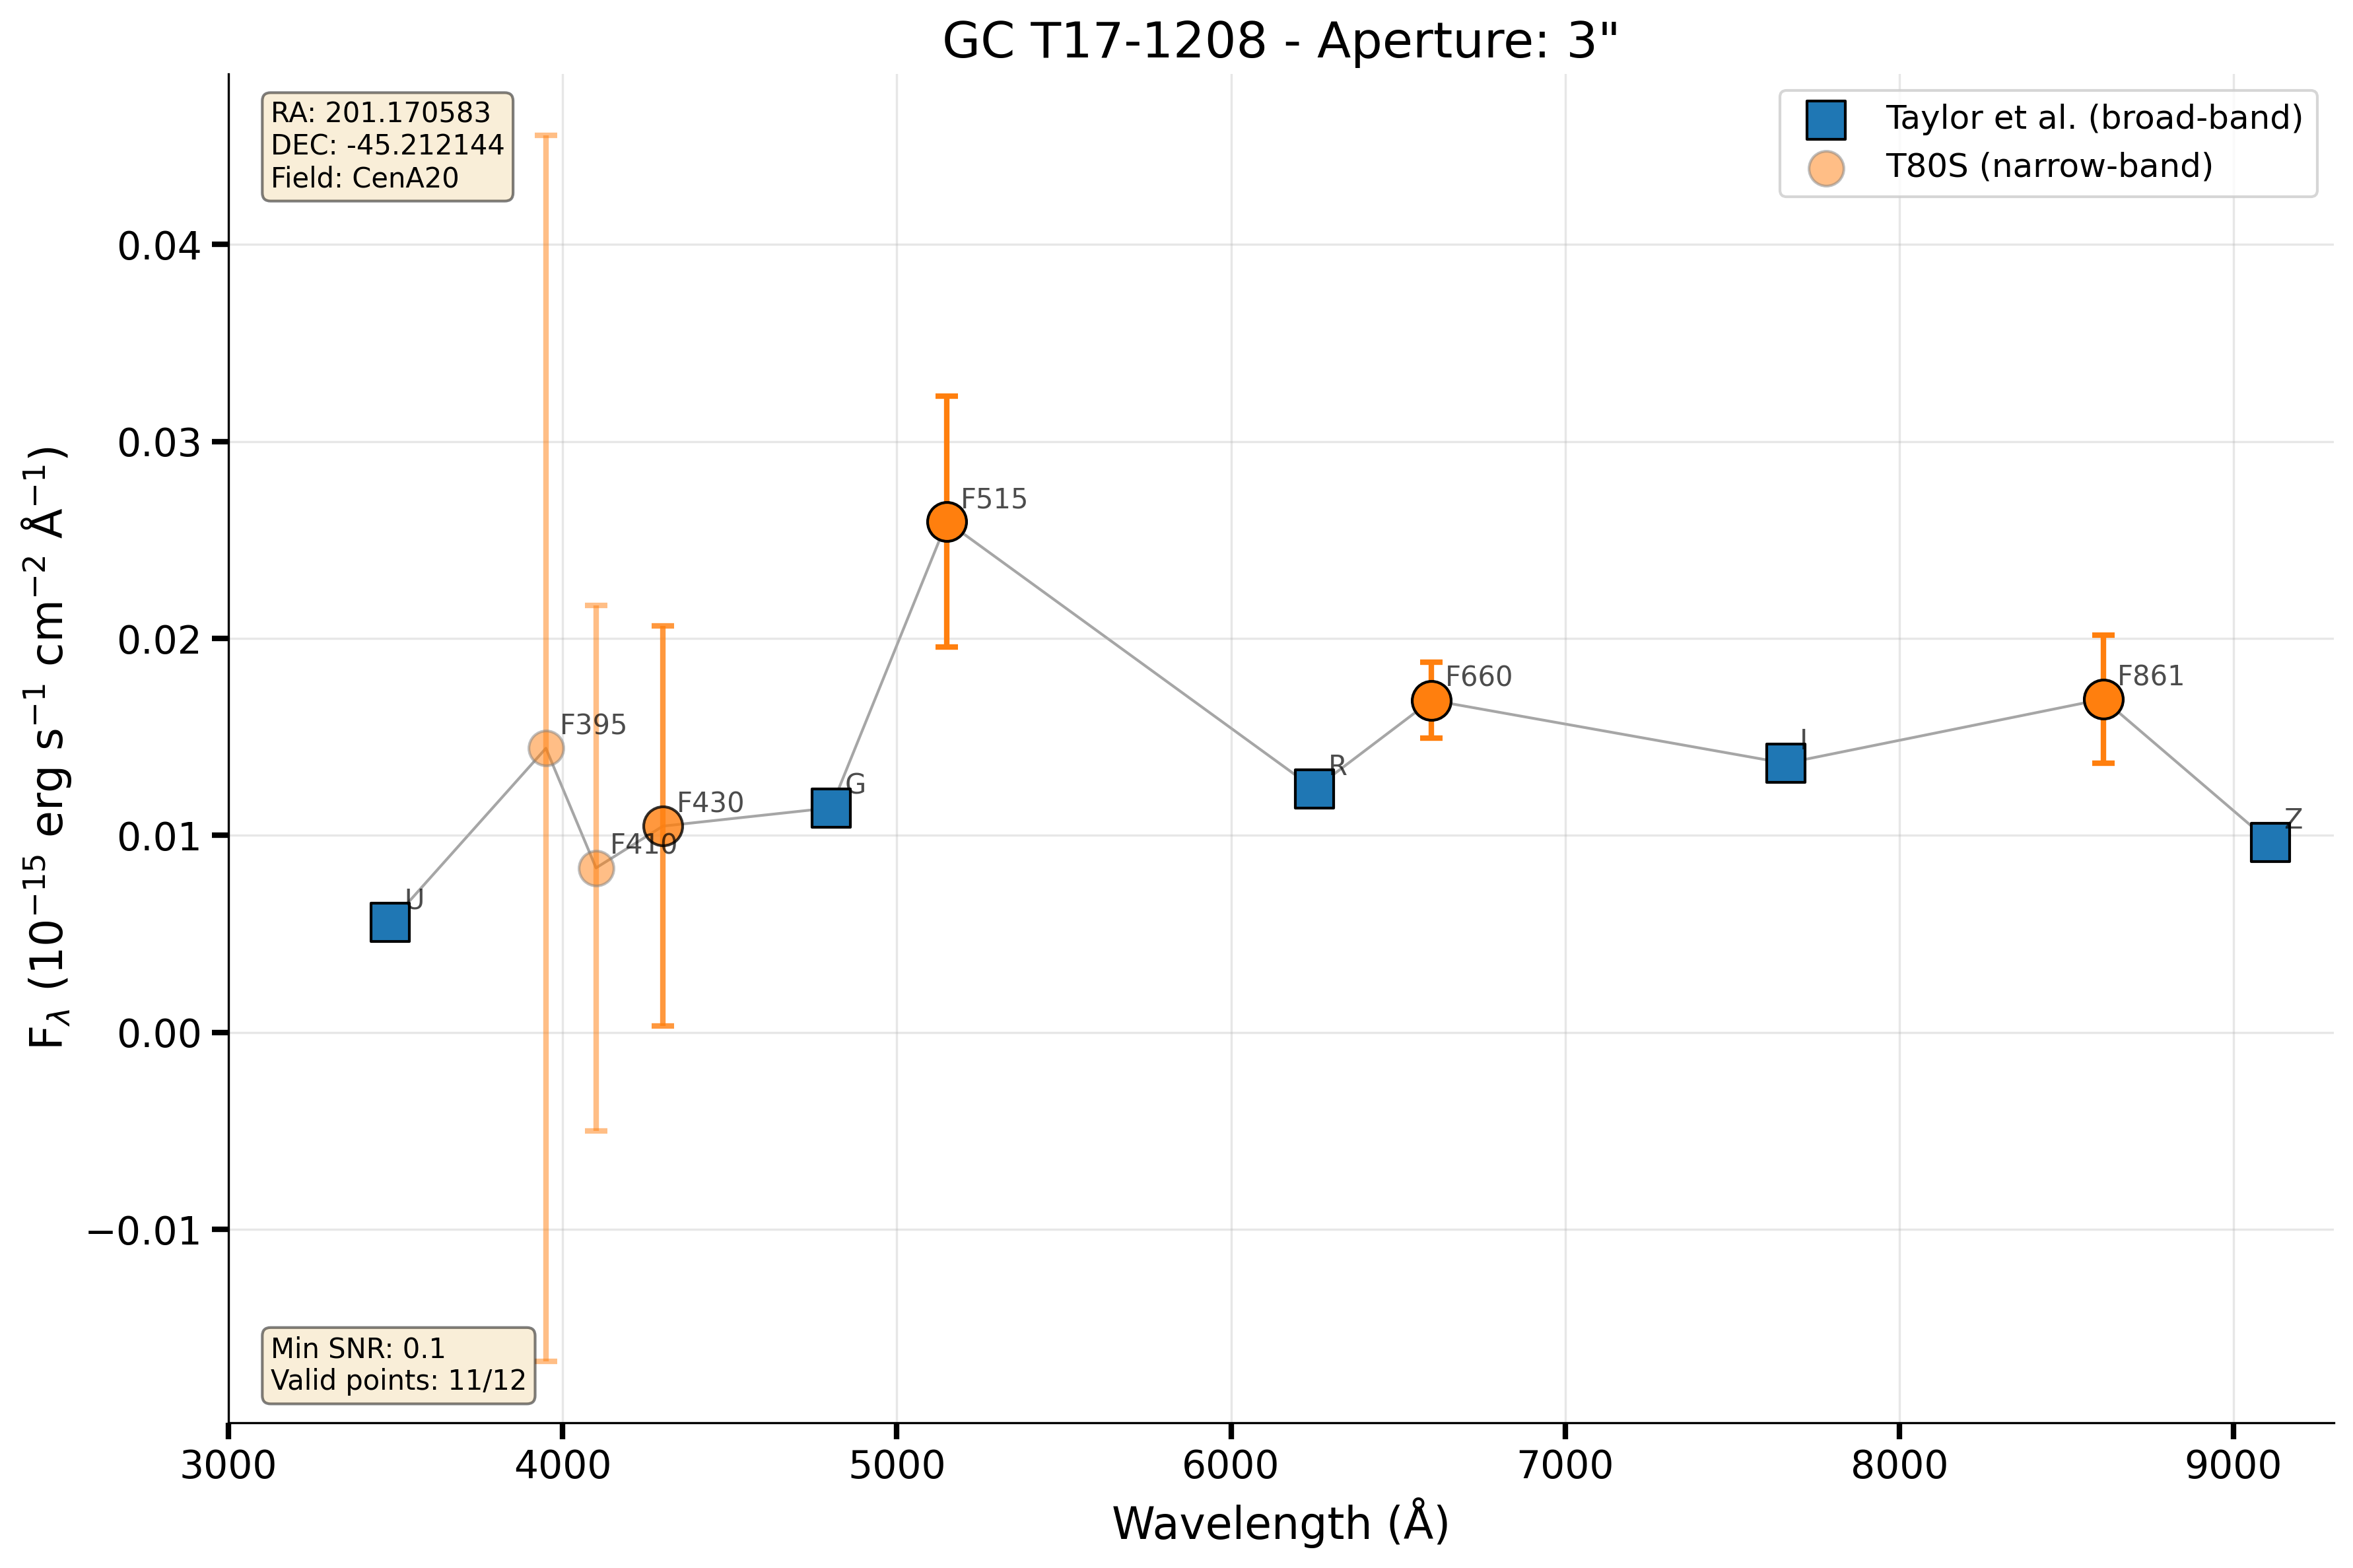 GC T17-1208 - Aperture: 3"
RA: 201.170583
DEC: -45.212144
Field: CenA20
Taylor et al. (broad-band)
T80S (narrow-band)
0.04
0.03
0.02
0.01
0.00
−0.01
F_λ (10⁻¹⁵ erg s⁻¹ cm⁻² Å⁻¹)
U
F395
F410
F430
G
F515
R
F660
I
F861
Z
Min SNR: 0.1
Valid points: 11/12
3000 4000 5000 6000 7000 8000 9000
Wavelength (Å)